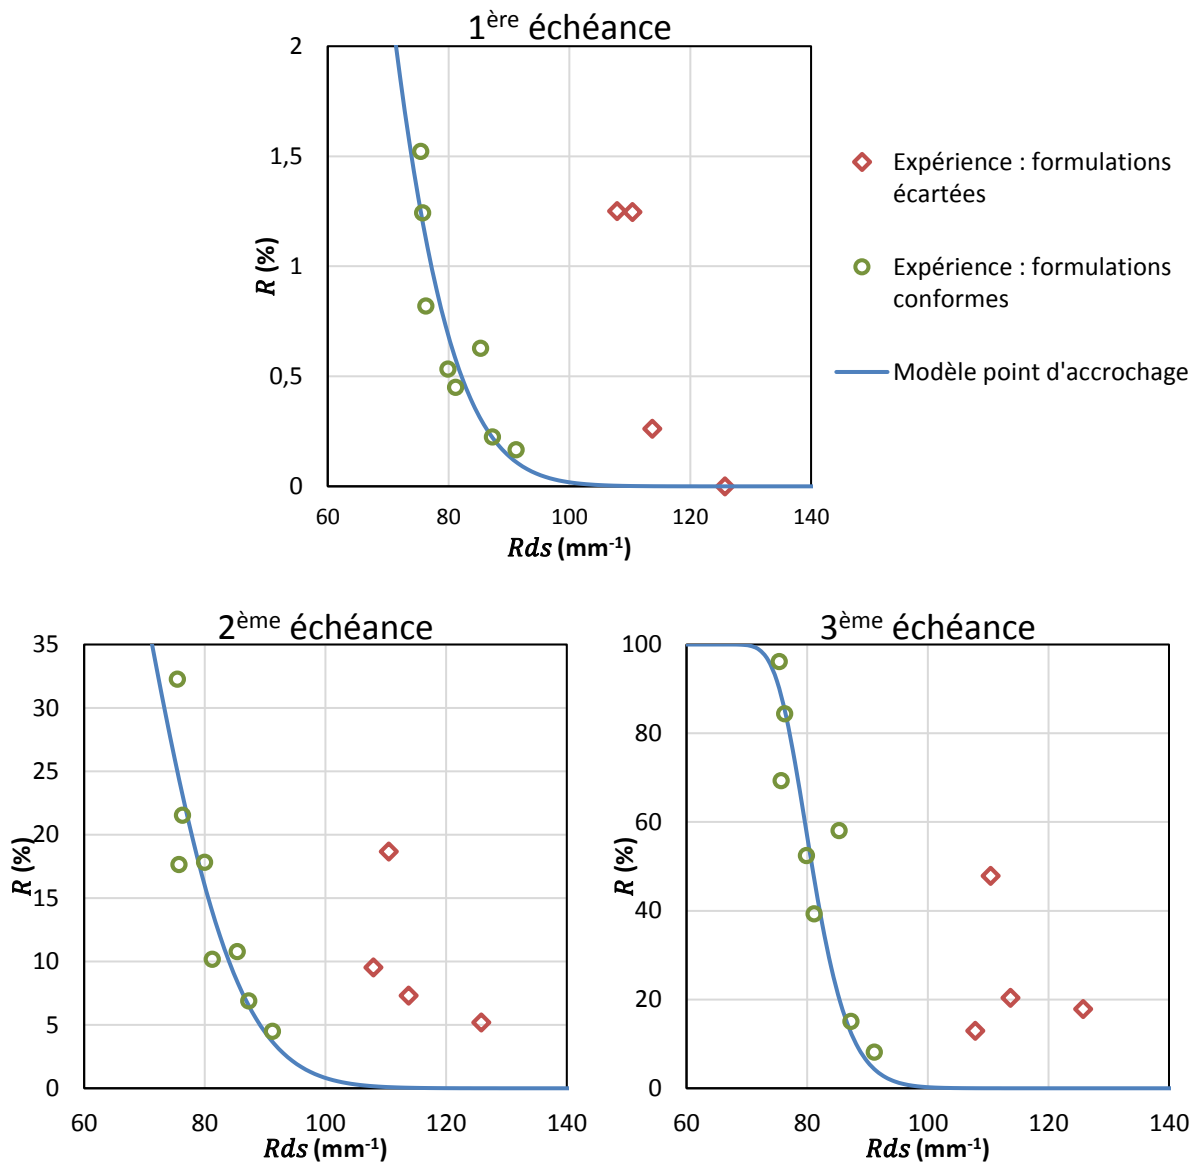 1ère échéance
2
1,5
1
0,5
0
R (%)
60 80 100 120 140
Rds (mm-1)
Expérience : formulations
écartées
Expérience : formulations
conformes
Modèle point d'accrochage
2ème échéance
35
30
25
20
15
10
5
0
R (%)
60 80 100 120 140
Rds (mm-1)
3ème échéance
100
80
60
40
20
0
R (%)
60 80 100 120 140
Rds (mm-1)